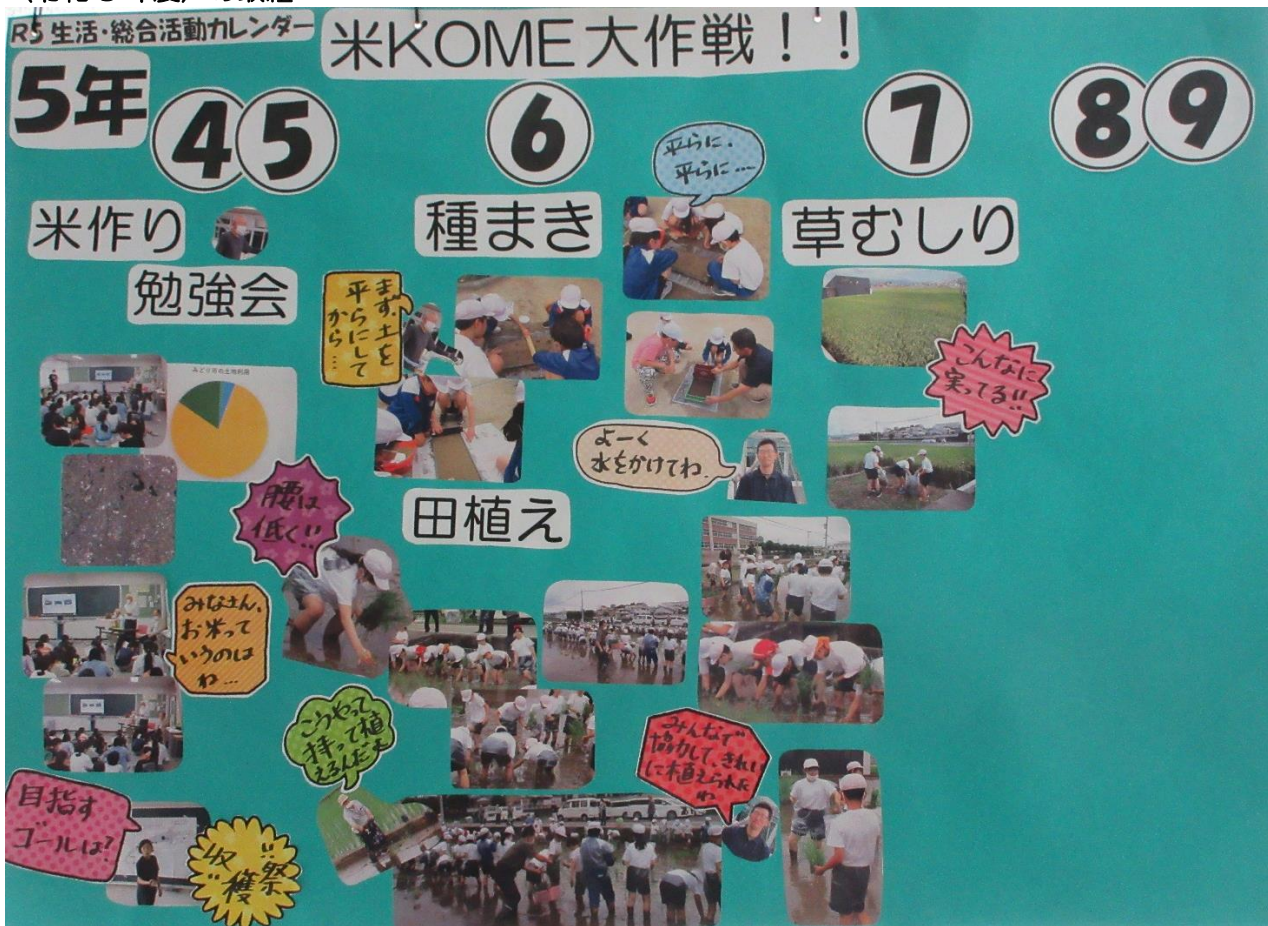 R5 生活・総合活動カレンダー
米KOME大作戦！！
5年
④⑤
⑥
⑦
⑧⑨
平らに、
平らに…
米作り
勉強会
種まき
草むしり
まず、土を
平らにして
から…
こんなに
実ってる!!
よーく
水をかけてね。
腰は
低く!!
田植え
みなさん、
お米って
いうのは
ね…
こうやって
持って植
えるんだよ
みんなで
協力して、きれい
に植えられたね
目指す
ゴールは?
"収穫祭"